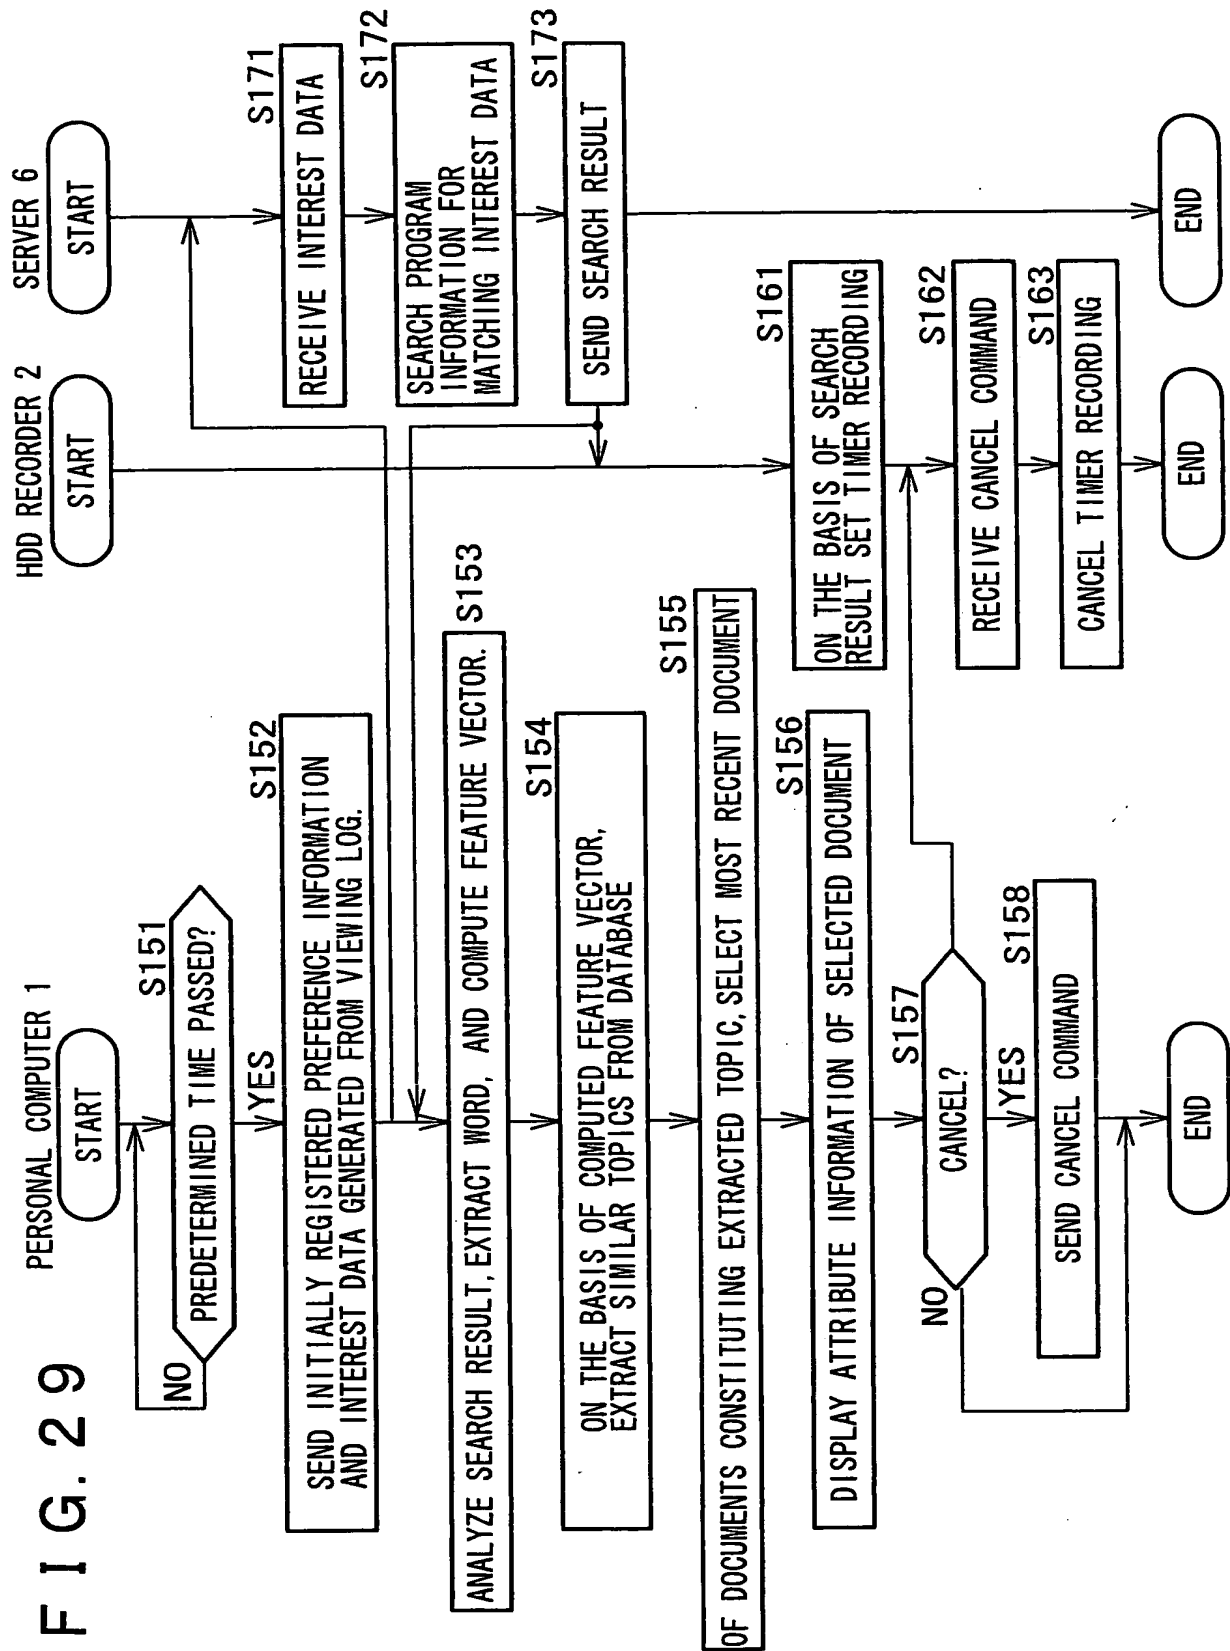 FIG. 29
PERSONAL COMPUTER 1
START
S151
PREDETERMINED TIME PASSED?
NO
YES
S152
SEND INITIALLY REGISTERED PREFERENCE INFORMATION
AND INTEREST DATA GENERATED FROM VIEWING LOG.
S153
ANALYZE SEARCH RESULT, EXTRACT WORD, AND COMPUTE FEATURE VECTOR.
S154
ON THE BASIS OF COMPUTED FEATURE VECTOR,
EXTRACT SIMILAR TOPICS FROM DATABASE
S155
OF DOCUMENTS CONSTITUTING EXTRACTED TOPIC, SELECT MOST RECENT DOCUMENT
S156
DISPLAY ATTRIBUTE INFORMATION OF SELECTED DOCUMENT
S157
CANCEL?
NO
YES
S158
SEND CANCEL COMMAND
END
HDD RECORDER 2
START
S161
ON THE BASIS OF SEARCH
RESULT SET TIMER RECORDING
S162
RECEIVE CANCEL COMMAND
S163
CANCEL TIMER RECORDING
END
SERVER 6
START
S171
RECEIVE INTEREST DATA
S172
SEARCH PROGRAM
INFORMATION FOR
MATCHING INTEREST DATA
S173
SEND SEARCH RESULT
END